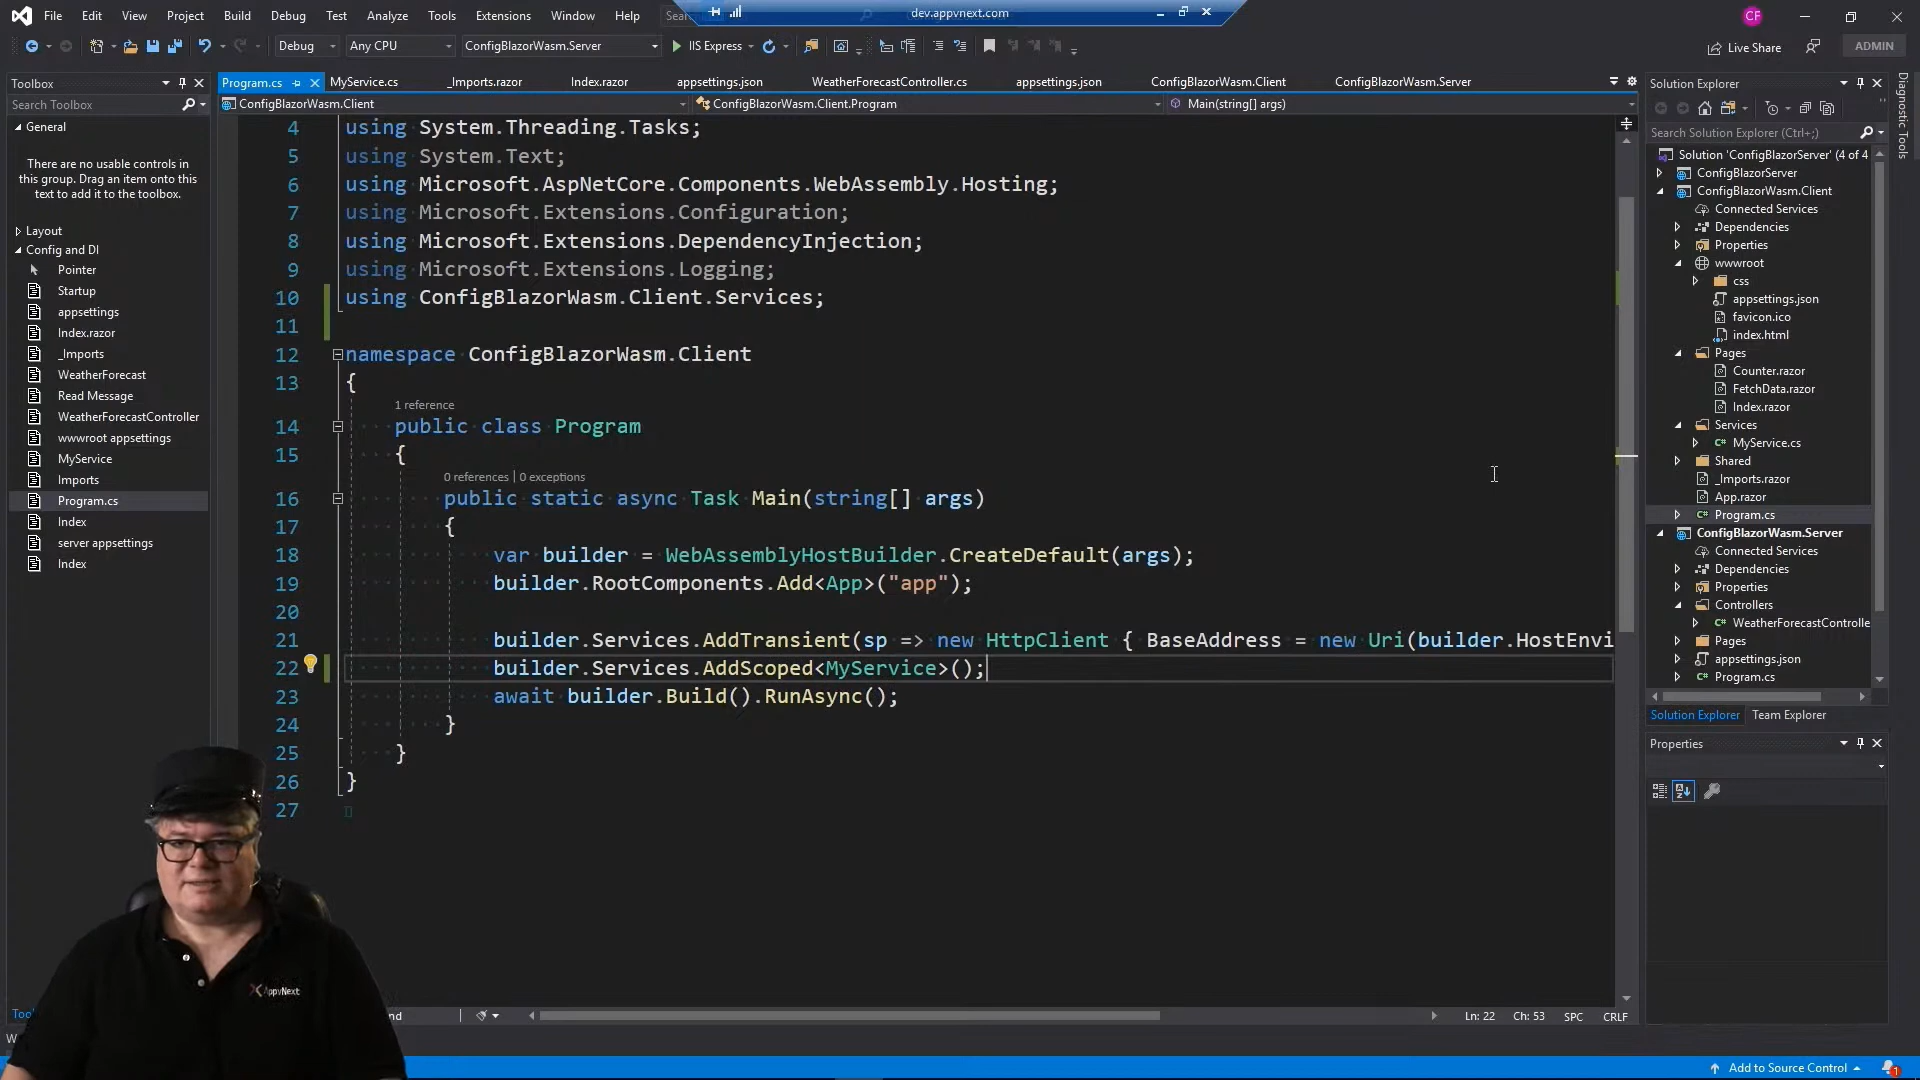 File Edit View Project Build Debug Test Analyze Tools Extensions Window Help
dev.appvnext.com
CF
Debug Any CPU ConfigBlazorWasm.Server IIS Express
Live Share ADMIN
Toolbox
Search Toolbox
General
There are no usable controls in
this group. Drag an item onto this
text to add it to the toolbox.
Layout
Config and DI
Pointer
Startup
appsettings
Index.razor
_Imports
WeatherForecast
Read Message
WeatherForecastController
wwwroot appsettings
MyService
Imports
Program.cs
Index
server appsettings
Index
Program.cs MyService.cs _Imports.razor Index.razor appsettings.json WeatherForecastController.cs appsettings.json ConfigBlazorWasm.Client ConfigBlazorWasm.Server
ConfigBlazorWasm.Client ConfigBlazorWasm.Client.Program Main(string[] args)
4 using System.Threading.Tasks;
5 using System.Text;
6 using Microsoft.AspNetCore.Components.WebAssembly.Hosting;
7 using Microsoft.Extensions.Configuration;
8 using Microsoft.Extensions.DependencyInjection;
9 using Microsoft.Extensions.Logging;
10 using ConfigBlazorWasm.Client.Services;
11
12 namespace ConfigBlazorWasm.Client
13 {
1 reference
14 public class Program
15 {
0 references | 0 exceptions
16 public static async Task Main(string[] args)
17 {
18 var builder = WebAssemblyHostBuilder.CreateDefault(args);
19 builder.RootComponents.Add<App>("app");
20
21 builder.Services.AddTransient(sp => new HttpClient { BaseAddress = new Uri(builder.HostEnvi
22 builder.Services.AddScoped<MyService>();
23 await builder.Build().RunAsync();
24 }
25 }
26 }
27
Ln: 22 Ch: 53 SPC CRLF
AppvNext
Solution Explorer
Search Solution Explorer (Ctrl+;)
Solution 'ConfigBlazorServer' (4 of 4
ConfigBlazorServer
ConfigBlazorWasm.Client
Connected Services
Dependencies
Properties
wwwroot
css
appsettings.json
favicon.ico
index.html
Pages
Counter.razor
FetchData.razor
Index.razor
Services
C# MyService.cs
Shared
_Imports.razor
App.razor
C# Program.cs
ConfigBlazorWasm.Server
Connected Services
Dependencies
Properties
Controllers
C# WeatherForecastControlle
Pages
appsettings.json
C# Program.cs
Solution Explorer Team Explorer
Properties
Diagnostic Tools
Add to Source Control
1